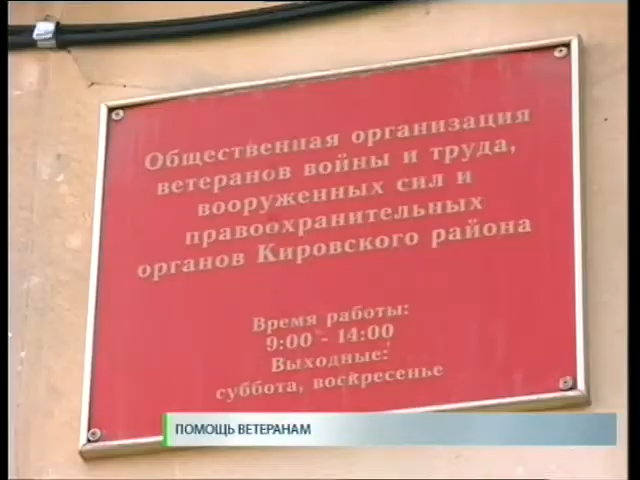 Общественная организация
ветеранов войны и труда,
вооруженных сил и
правоохранительных
органов Кировского района
Время работы:
9:00 - 14:00
Выходные:
суббота, воскресенье
ПОМОЩЬ ВЕТЕРАНАМ